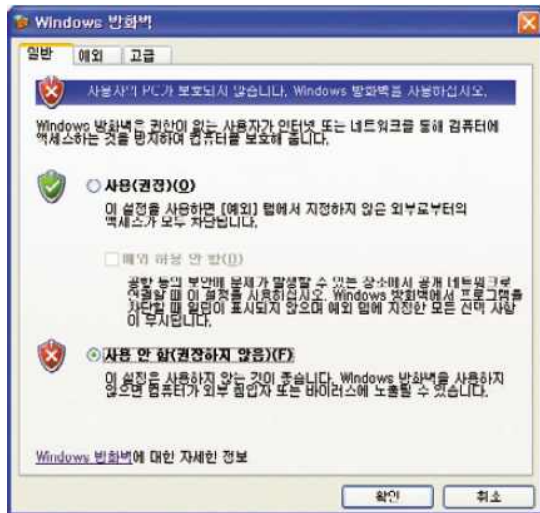 Windows 방화벽
일반 예외 고급
사용자의 PC가 보호되지 않습니다. Windows 방화벽를 사용하십시오.
Windows 방화벽은 권한이 없는 사용자가 인터넷 또는 네트워크를 통해 컴퓨터에
액세스하는 것을 방지하여 컴퓨터를 보호해 줍니다.
사용(권장)(O)
이 설정을 사용하면 [예외] 탭에서 지정하지 않은 외부로부터의
액세스가 모두 차단됩니다.
예외 허용 안 함(D)
공항 등의 보안에 문제가 발생할 수 있는 장소에서 공개 네트워크로
연결할 때 이 설정을 사용하십시오. Windows 방화벽에서 프로그램을
차단할 때 알림이 표시되지 않으며 예외 탭에 지정한 모든 선택 사항
이 무시됩니다.
사용 안 함(권장하지 않음)(F)
이 설정은 사용하지 않는 것이 좋습니다. Windows 방화벽을 사용하지
않으면 컴퓨터가 외부 침입자 또는 바이러스에 노출될 수 있습니다.
Windows 방화벽에 대한 자세한 정보
확인 취소